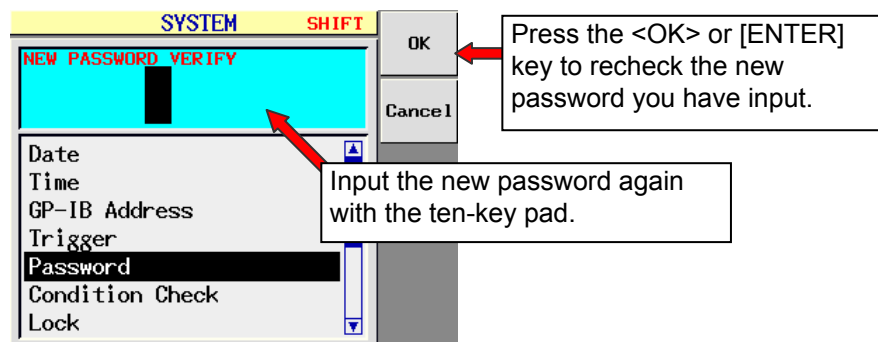 SYSTEM SHIFT
NEW PASSWORD VERIFY
OK
Cancel
Press the <OK> or [ENTER]
key to recheck the new
password you have input.
Input the new password again
with the ten-key pad.
Date
Time
GP-IB Address
Trigger
Password
Condition Check
Lock